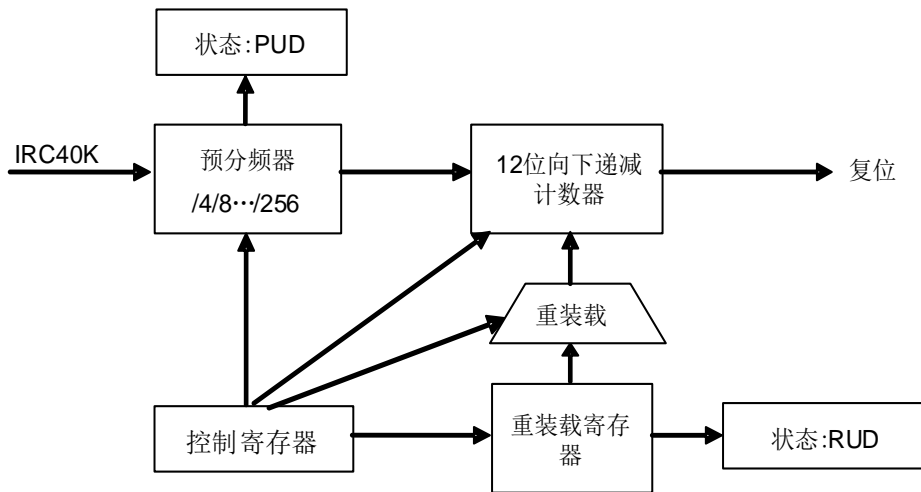 状态:PUD
IRC40K
预分频器
/4/8…/256
12位向下递减
计数器
复位
重装载
控制寄存器
重装载寄存
器
状态:RUD